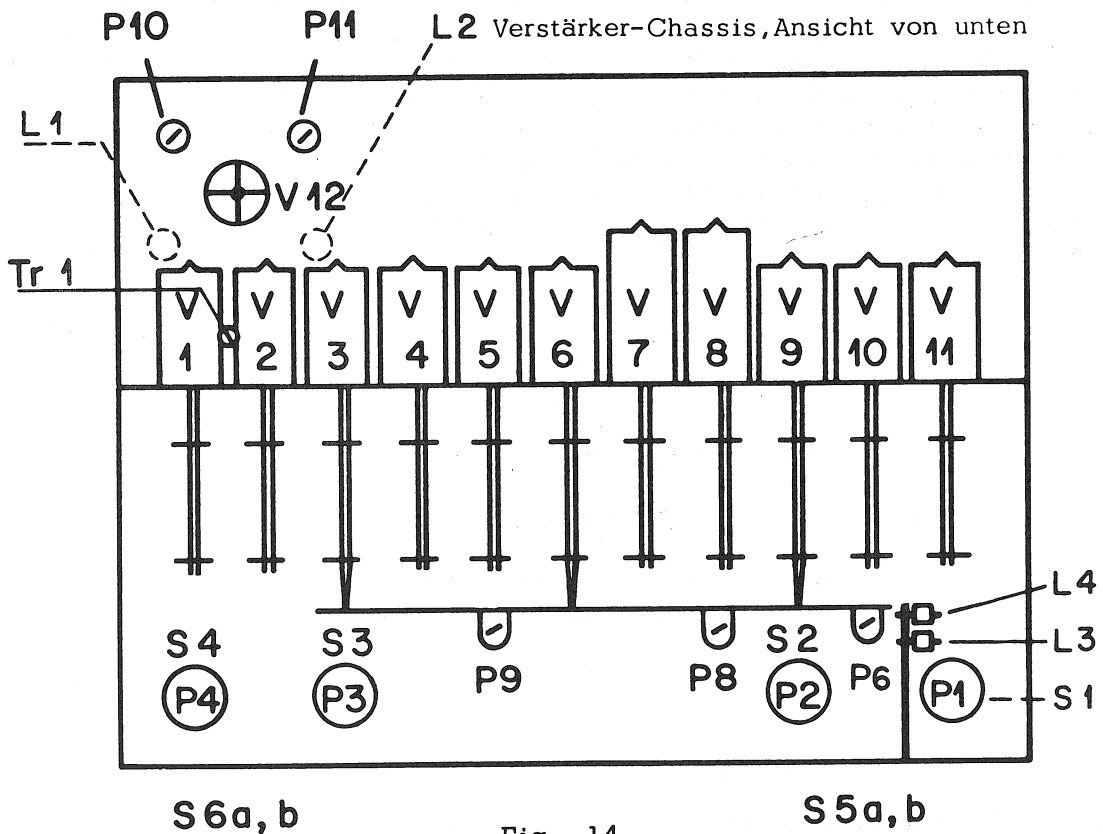 P10 P11 L2 Verstärker-Chassis, Ansicht von unten
L1
V 12
Tr 1
V V V V V V V V V V V
1 2 3 4 5 6 7 8 9 10 11
L4
S4 S3 S2 L3
P9 P8 P6
P4 P3 P2 P1 S1
S6a, b S5a, b
Fig. 14